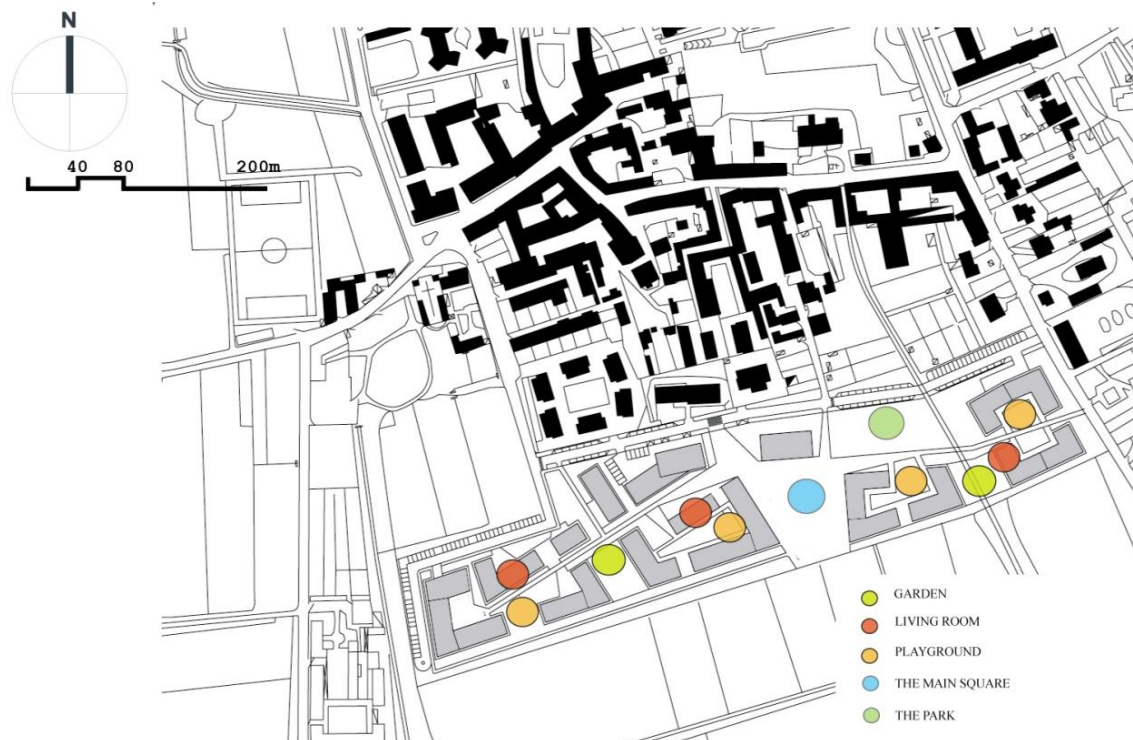 N
40 80 200m
GARDEN
LIVING ROOM
PLAYGROUND
THE MAIN SQUARE
THE PARK